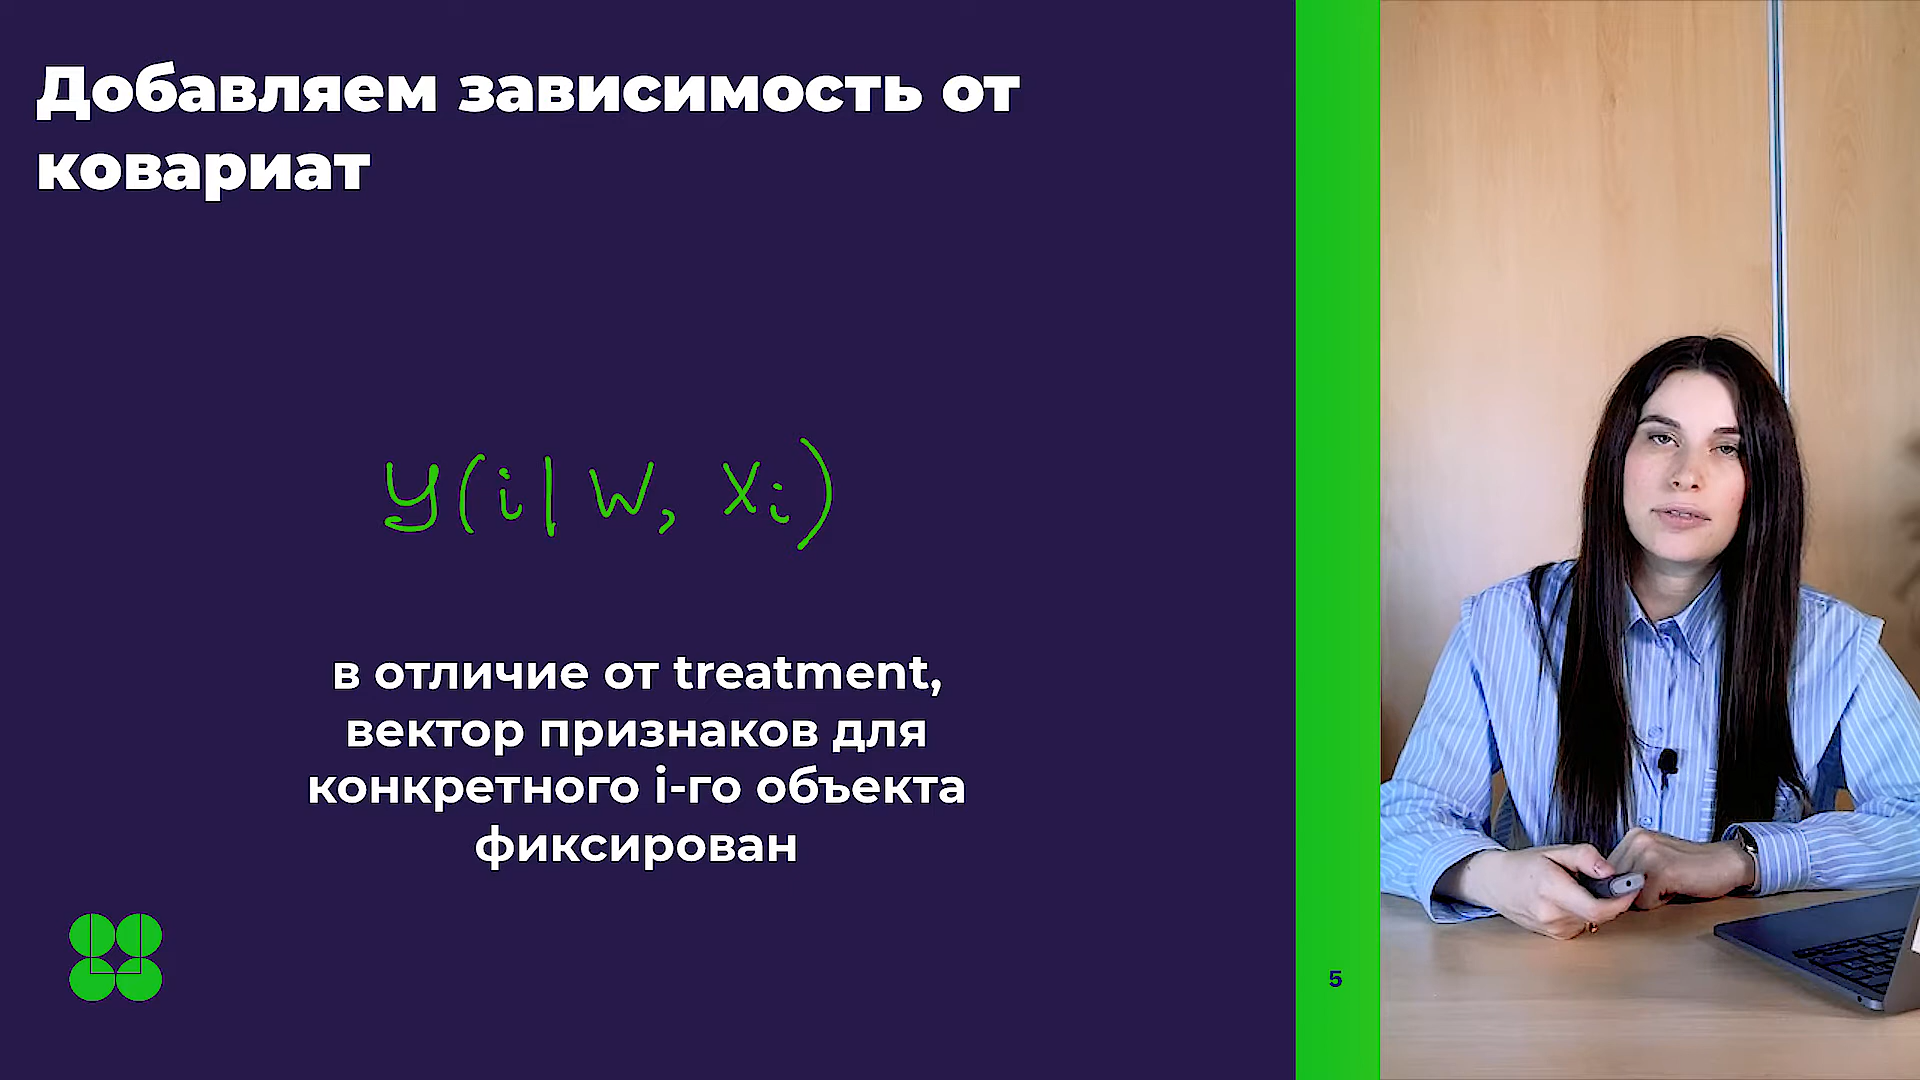 Добавляем зависимость от
ковариат
y(i| W, Xi)
в отличие от treatment,
вектор признаков для
конкретного i-го объекта
фиксирован
5